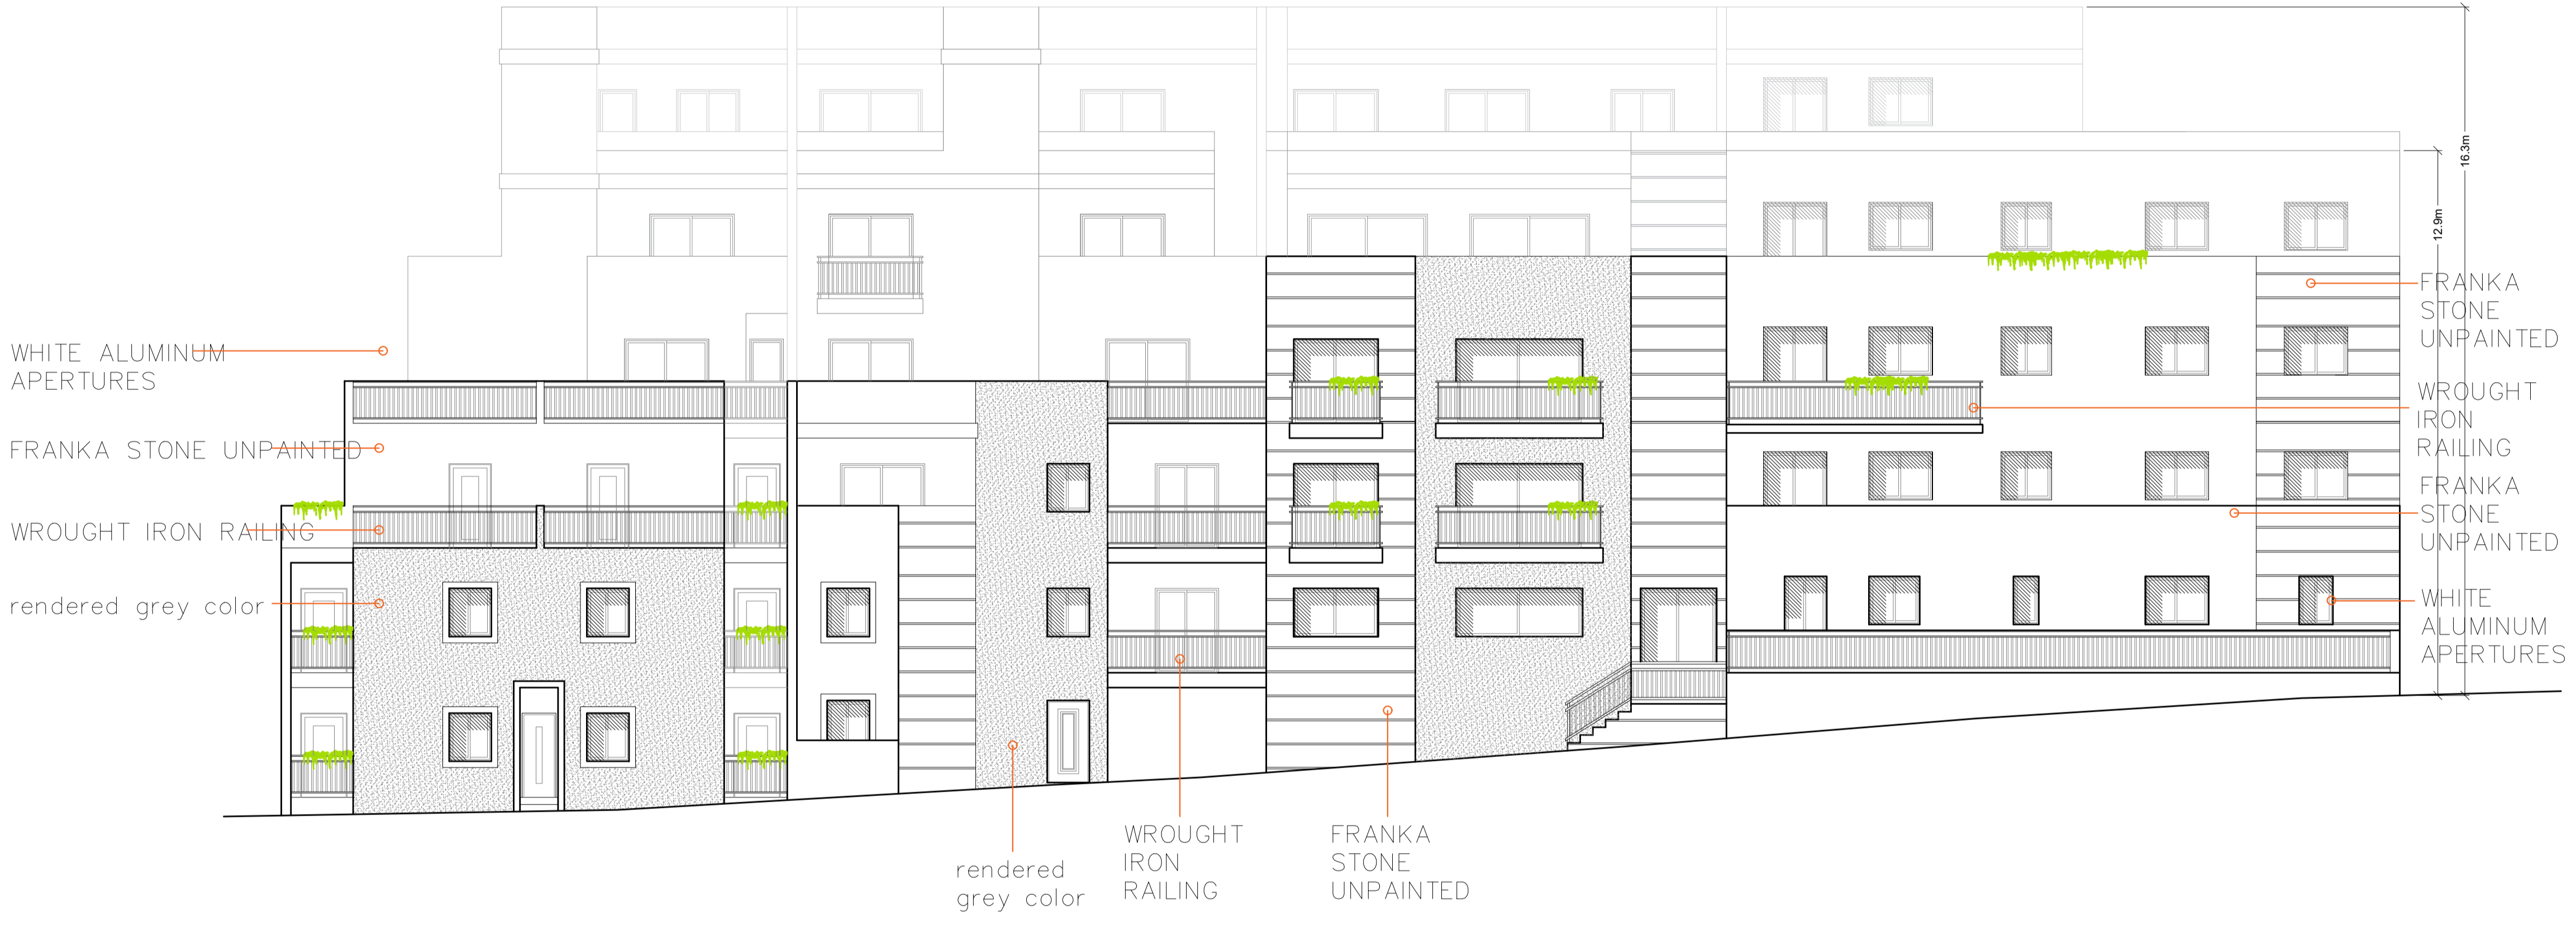 16.3m
12.9m
WHITE ALUMINUM
APERTURES
FRANKA STONE UNPAINTED
WROUGHT IRON RAILING
rendered grey color
rendered
grey color
WROUGHT
IRON
RAILING
FRANKA
STONE
UNPAINTED
FRANKA
STONE
UNPAINTED
WROUGHT
IRON
RAILING
FRANKA
STONE
UNPAINTED
WHITE
ALUMINUM
APERTURES